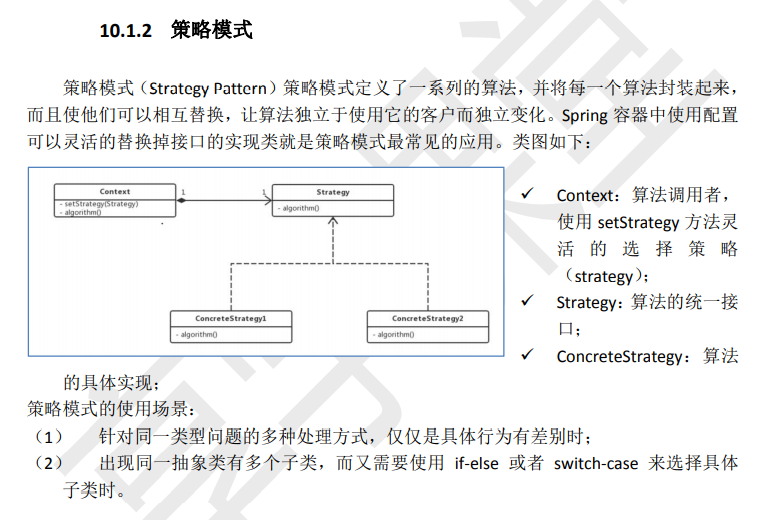 10.1.2 策略模式
策略模式（Strategy Pattern）策略模式定义了一系列的算法，并将每一个算法封装起来，
而且使他们可以相互替换，让算法独立于使用它的客户而独立变化。Spring 容器中使用配置
可以灵活的替换掉接口的实现类就是策略模式最常见的应用。类图如下：
Context
- setStrategy(Strategy)
- algorithm()
1
1
Strategy
- algorithm()
ConcreteStrategy1
- algorithm()
ConcreteStrategy2
- algorithm()
✓ Context：算法调用者，
使用 setStrategy 方法灵
活的选择策略
（strategy）；
✓ Strategy：算法的统一接
口；
✓ ConcreteStrategy：算法
的具体实现；
策略模式的使用场景：
（1） 针对同一类型问题的多种处理方式，仅仅是具体行为有差别时；
（2） 出现同一抽象类有多个子类，而又需要使用 if-else 或者 switch-case 来选择具体
子类时。